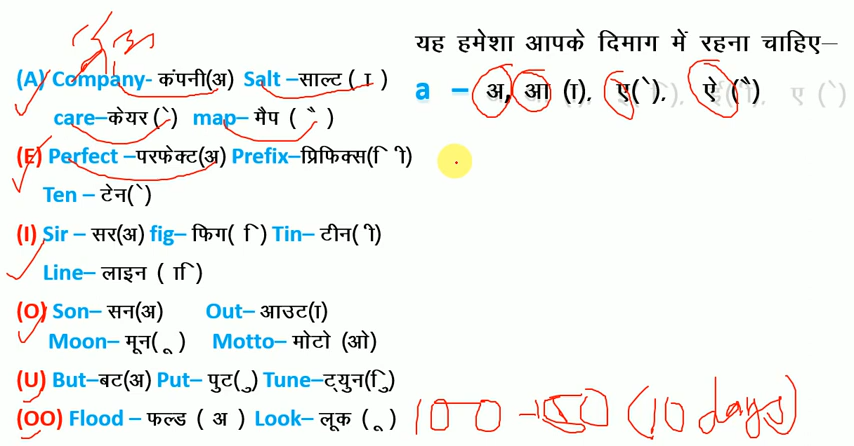 यह हमेशा आपके दिमाग में रहना चाहिए–
(A) Company- कंपनी(अ) Salt –साल्ट ( ा )
care–केयर(े) map– मैप ( ै )
(E) Perfect –परफेक्ट(अ) Prefix–प्रिफिक्स(ि ी)
Ten – टेन(े)
(I) Sir – सर(अ) fig– फिग( ि) Tin– टीन( ी)
Line– लाइन ( ाि)
(O) Son– सन(अ) Out– आउट(ा)
Moon– मून( ू ) Motto– मोटो (ओ)
(U) But–बट(अ) Put– पुट(ु) Tune–ट्युन(िु)
(OO) Flood – फल्ड ( अ ) Look– लूक ( ू )
a – अ, आ (ा). ए(े). ऐ (ै)
100 – 150 (10 days)